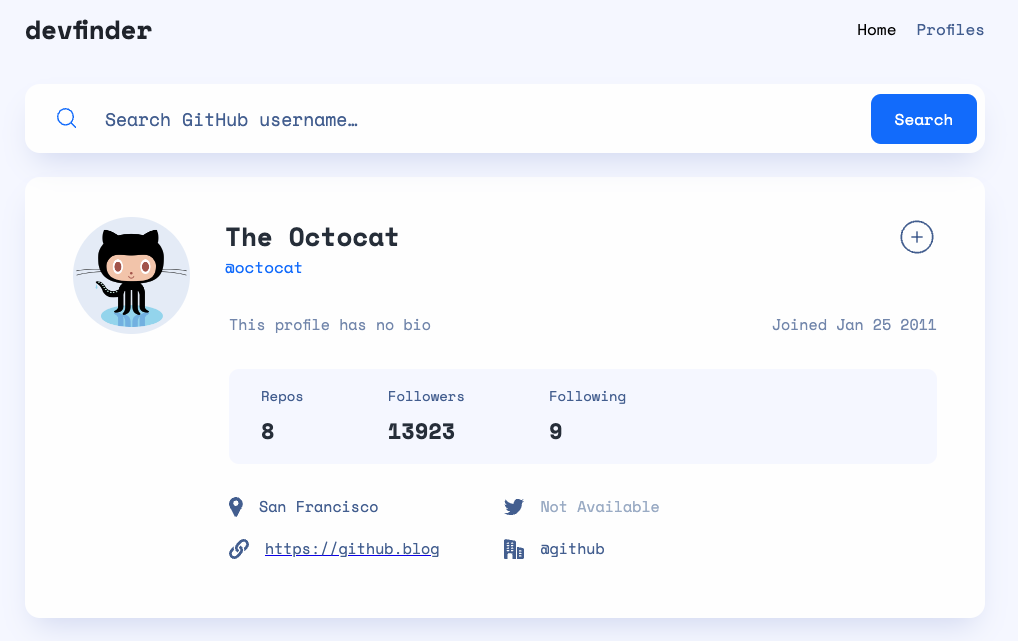 devfinder
Home Profiles
Search GitHub username…
Search
The Octocat
@octocat
This profile has no bio
Joined Jan 25 2011
Repos Followers Following
8 13923 9
San Francisco
Not Available
https://github.blog
@github